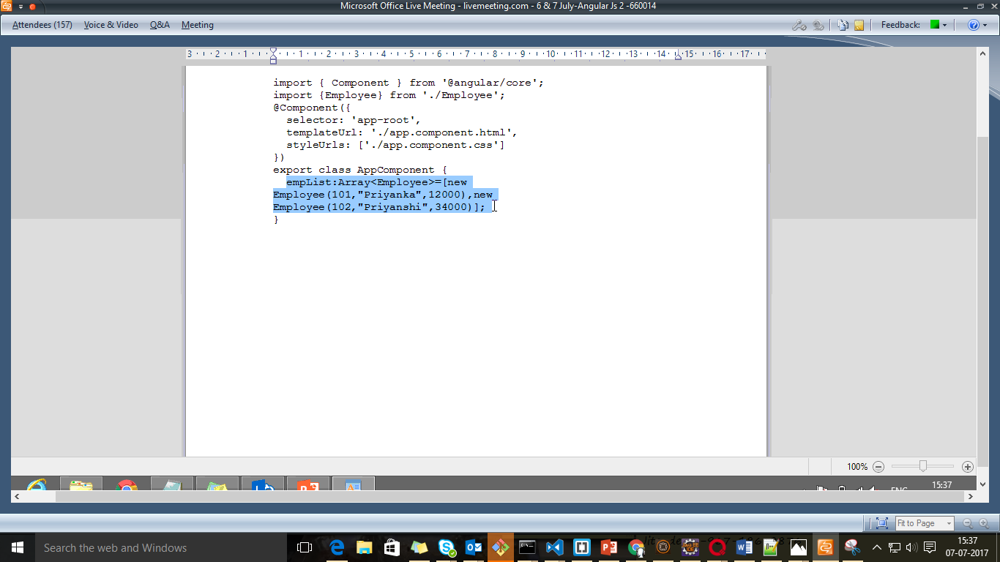 Microsoft Office Live Meeting - livemeeting.com - 6 & 7 July-Angular Js 2 -660014
Attendees (157) Voice & Video Q&A Meeting Feedback:
3 · 2 · 1 · 1 · 2 · 3 · 4 · 5 · 6 · 7 · 8 · 9 · 10 · 11 · 12 · 13 · 14 · 15 · 16 · 17
import { Component } from '@angular/core';
import {Employee} from './Employee';
@Component({
selector: 'app-root',
templateUrl: './app.component.html',
styleUrls: ['./app.component.css']
})
export class AppComponent {
empList:Array<Employee>=[new
Employee(101,"Priyanka",12000),new
Employee(102,"Priyanshi",34000)];
}
100%
ENG 15:37
Fit to Page
Search the web and Windows
15:37
07-07-2017